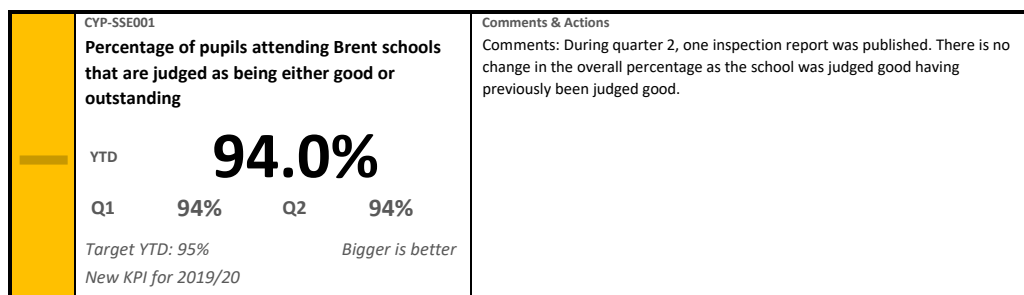 CYP-SSE001
Percentage of pupils attending Brent schools
that are judged as being either good or
outstanding
YTD 94.0%
Q1 94% Q2 94%
Target YTD: 95% Bigger is better
New KPI for 2019/20
Comments & Actions
Comments: During quarter 2, one inspection report was published. There is no
change in the overall percentage as the school was judged good having
previously been judged good.